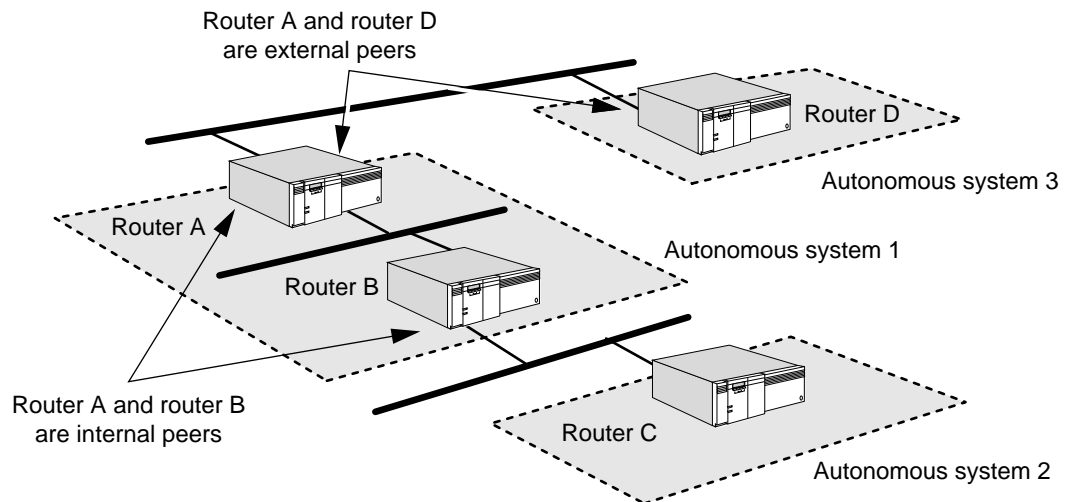 Router A and router D
are external peers
Router D
Autonomous system 3
Router A
Autonomous system 1
Router B
Router A and router B
are internal peers
Router C
Autonomous system 2